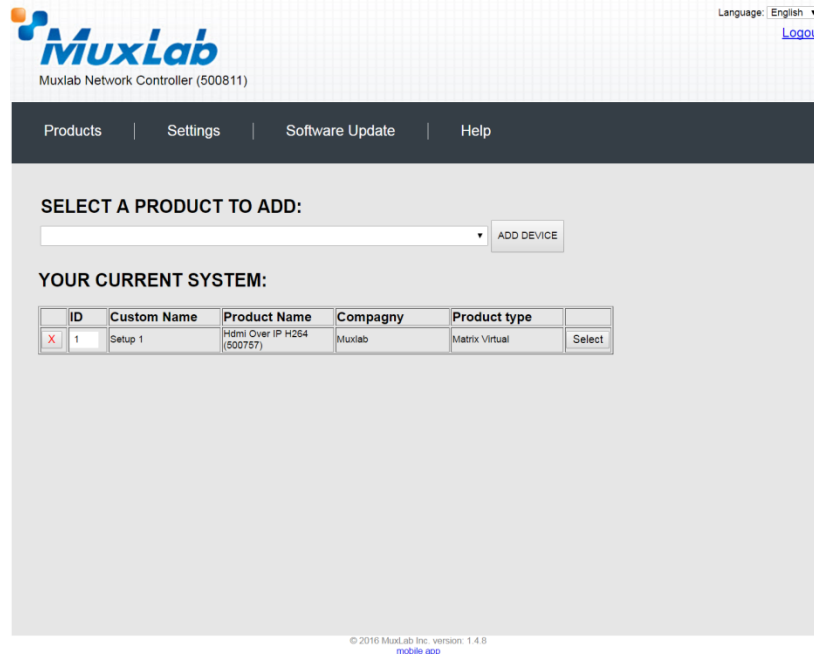 Language: English
Logou
MuxLab
Muxlab Network Controller (500811)
Products | Settings | Software Update | Help
SELECT A PRODUCT TO ADD:
ADD DEVICE
YOUR CURRENT SYSTEM:
ID Custom Name Product Name Compagny Product type
X 1 Setup 1 Hdmi Over IP H264 (500757) Muxlab Matrix Virtual Select
© 2016 MuxLab Inc. version: 1.4.8
mobile app